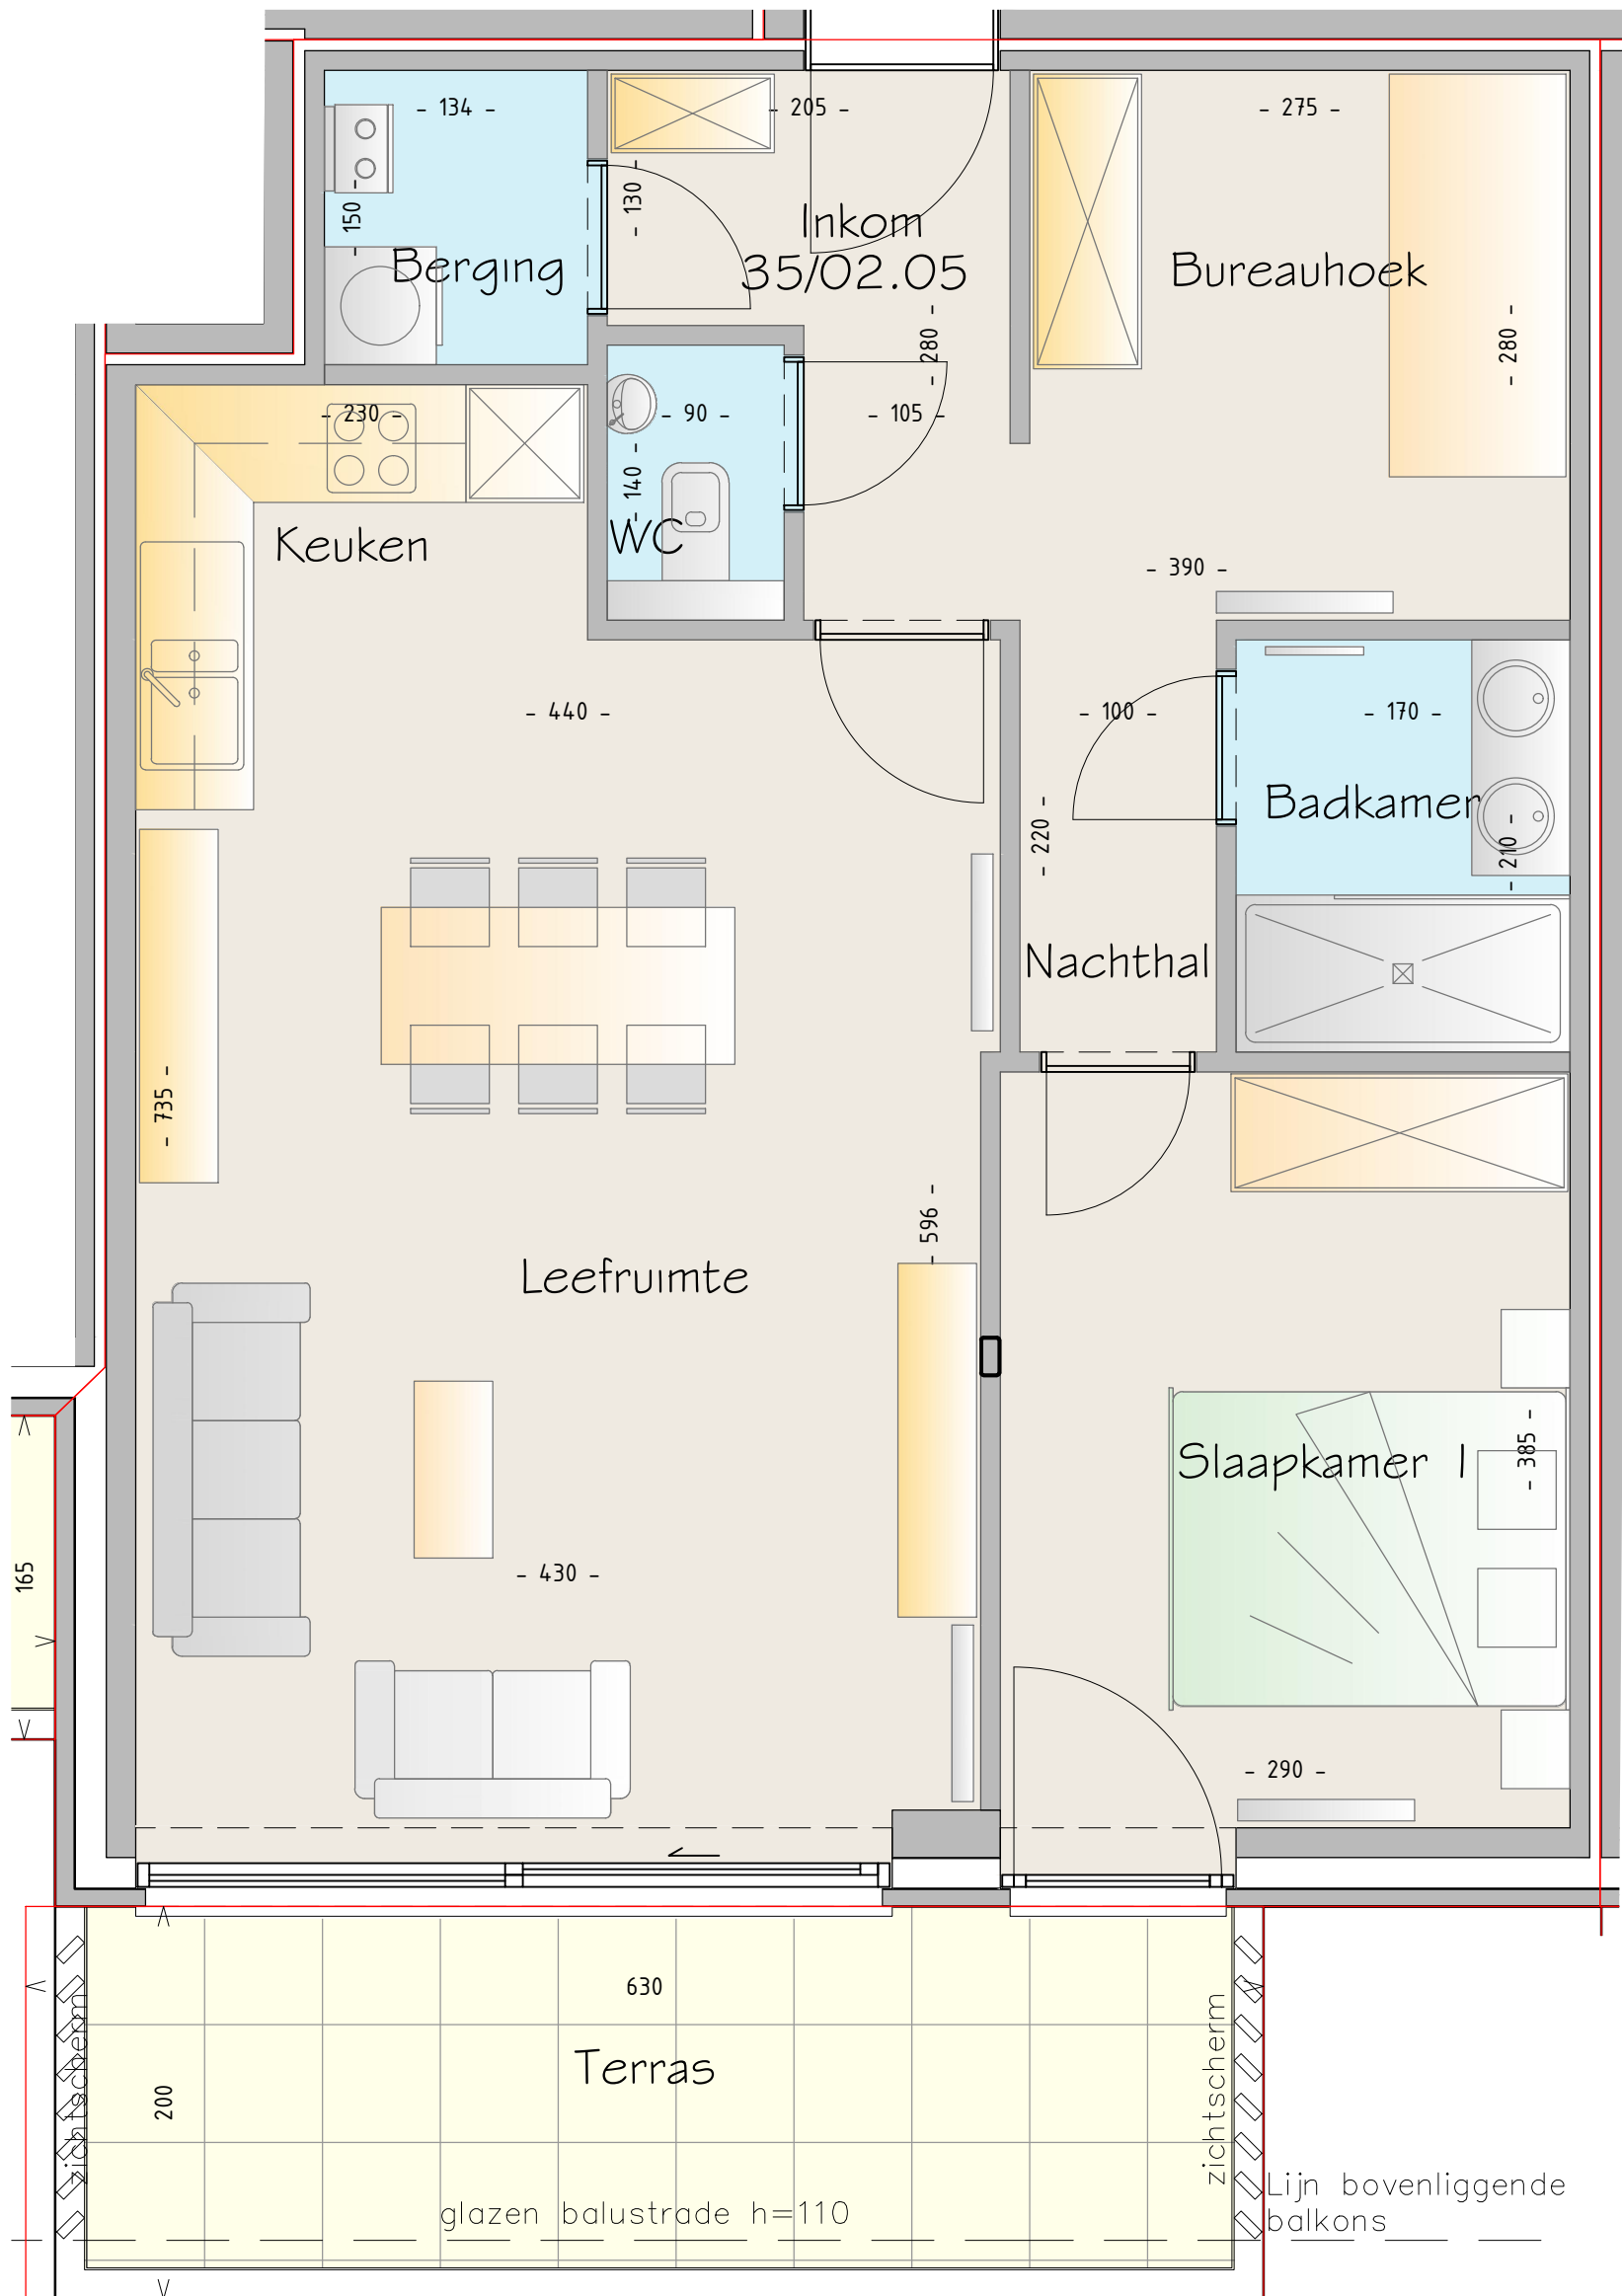 - 134 -
- 205 -
- 275 -
- 150 -
- 130 -
Inkom
35/02.05
Berging
Bureauhoek
- 280 -
- 280 -
- 230 -
- 90 -
- 105 -
- 140 -
WC
Keuken
- 390 -
- 440 -
- 100 -
- 170 -
Badkamer
- 220 -
- 210 -
Nachthal
- 735 -
- 596 -
Leefruimte
Slaapkamer 1
- 385 -
165
- 430 -
- 290 -
630
zichtscherm
zichtscherm
Terras
200
glazen balustrade h=110
Lijn bovenliggende
balkons